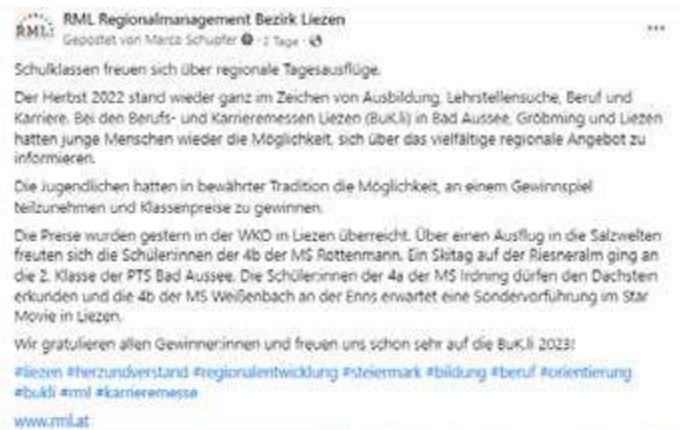 RML Regionalmanagement Bezirk Liezen
RML
Gepostet von Marco Schupfer · 2 Tage ·
Schulklassen freuen sich über regionale Tagesausflüge.
Der Herbst 2022 stand wieder ganz im Zeichen von Ausbildung, Lehrstellensuche, Beruf und
Karriere. Bei den Berufs- und Karrieremessen Liezen (BuK.li) in Bad Aussee, Gröbming und Liezen
hatten junge Menschen wieder die Möglichkeit, sich über das vielfältige regionale Angebot zu
informieren.
Die Jugendlichen hatten in bewährter Tradition die Möglichkeit, an einem Gewinnspiel
teilzunehmen und Klassenpreise zu gewinnen.
Die Preise wurden gestern in der WKO in Liezen überreicht. Über einen Ausflug in die Salzwelten
freuten sich die Schüler:innen der 4b der MS Rottenmann. Ein Skitag auf der Riesneralm ging an
die 2. Klasse der PTS Bad Aussee. Die Schüler:innen der 4a der MS Irdning dürfen den Dachstein
erkunden und die 4b der MS Weißenbach an der Enns erwartet eine Sondervorführung im Star
Movie in Liezen.
Wir gratulieren allen Gewinner:innen und freuen uns schon sehr auf die BuK.li 2023!
#liezen #herzundverstand #regionalentwicklung #steiermark #bildung #beruf #orientierung
#bukli #rml #karrieremesse
www.rml.at